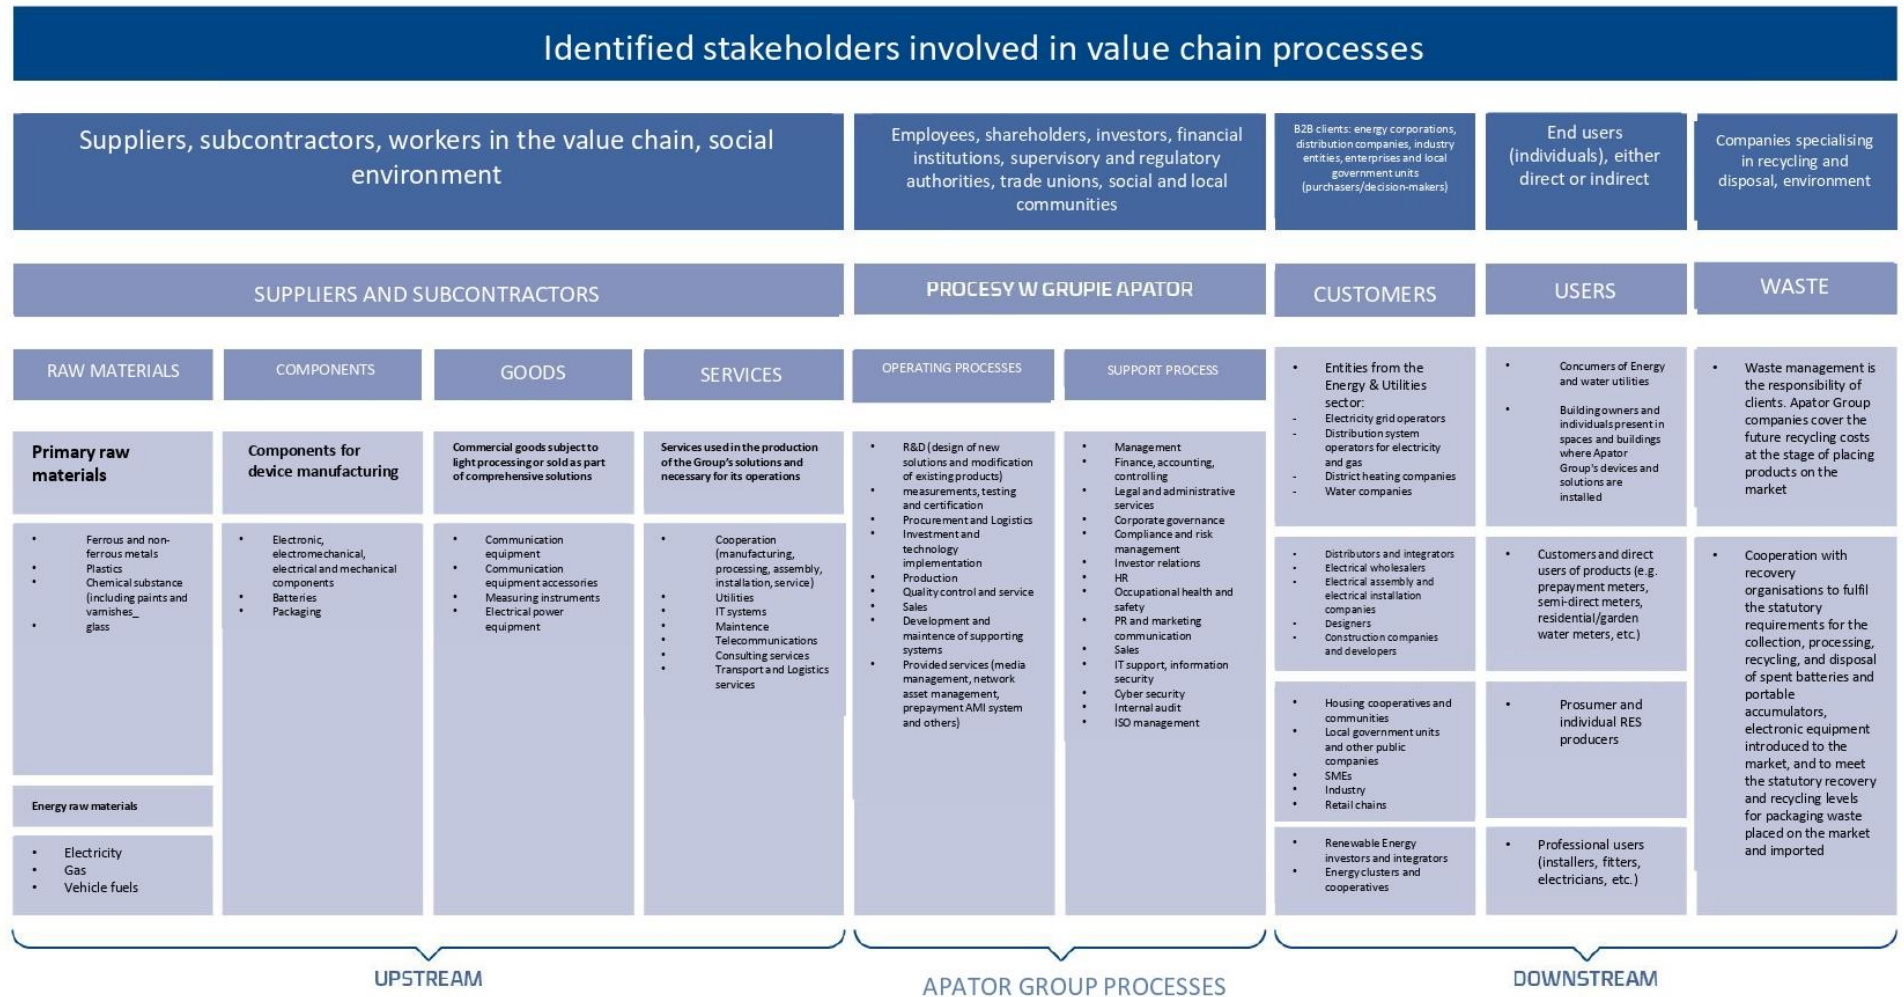 Identified stakeholders involved in value chain processes
Suppliers, subcontractors, workers in the value chain, social
environment
Employees, shareholders, investors, financial
institutions, supervisory and regulatory
authorities, trade unions, social and local
communities
B2B clients: energy corporations,
distribution companies, industry
entities, enterprises and local
government units
(purchasers/decision-makers)
End users
(individuals), either
direct or indirect
Companies specialising
in recycling and
disposal, environment
SUPPLIERS AND SUBCONTRACTORS
PROCESY W GRUPIE APATOR
CUSTOMERS
USERS
WASTE
RAW MATERIALS
COMPONENTS
GOODS
SERVICES
OPERATING PROCESSES
SUPPORT PROCESS
Primary raw
materials
• Ferrous and non-
ferrous metals
• Plastics
• Chemical substance
(including paints and
varnishes_
• glass
Energy raw materials
• Electricity
• Gas
• Vehicle fuels
Components for
device manufacturing
• Electronic,
electromechanical,
electrical and mechanical
components
• Batteries
• Packaging
Commercial goods subject to
light processing or sold as part
of comprehensive solutions
• Communication
equipment
• Communication
equipment accessories
• Measuring instruments
• Electrical power
equipment
Services used in the production
of the Group's solutions and
necessary for its operations
• Cooperation
(manufacturing,
processing, assembly,
installation, service)
• Utilities
• IT systems
• Maintence
• Telecommunications
• Consulting services
• Transport and Logistics
services
• R&D (design of new
solutions and modification
of existing products)
• measurements, testing
and certification
• Procurement and Logistics
• Investment and
technology
implementation
• Production
• Quality control and service
• Sales
• Development and
maintence of supporting
systems
• Provided services (media
management, network
asset management,
prepayment AMI system
and others)
• Management
• Finance, accounting,
controlling
• Legal and administrative
services
• Corporate governance
• Compliance and risk
management
• Investor relations
• HR
• Occupational health and
safety
• PR and marketing
communication
• Sales
• IT support, information
security
• Cyber security
• Internal audit
• ISO management
• Entities from the
Energy & Utilities
sector:
- Electricity grid operators
- Distribution system
operators for electricity
and gas
- District heating companies
- Water companies
• Distributors and integrators
• Electrical wholesalers
• Electrical assembly and
electrical installation
companies
• Designers
• Construction companies
and developers
• Housing cooperatives and
communities
• Local government units
and other public
companies
• SMEs
• Industry
• Retail chains
• Renewable Energy
investors and integrators
• Energy clusters and
cooperatives
• Concumers of Energy
and water utilities
• Building owners and
individuals present in
spaces and buildings
where Apator
Group's devices and
solutions are
installed
• Customers and direct
users of products (e.g.
prepayment meters,
semi-direct meters,
residential/garden
water meters, etc.)
• Prosumer and
individual RES
producers
• Professional users
(installers, fitters,
electricians, etc.)
• Waste management is
the responsibility of
clients. Apator Group
companies cover the
future recycling costs
at the stage of placing
products on the
market
• Cooperation with
recovery
organisations to fulfil
the statutory
requirements for the
collection, processing,
recycling, and disposal
of spent batteries and
portable
accumulators,
electronic equipment
introduced to the
market, and to meet
the statutory recovery
and recycling levels
for packaging waste
placed on the market
and imported
UPSTREAM
APATOR GROUP PROCESSES
DOWNSTREAM